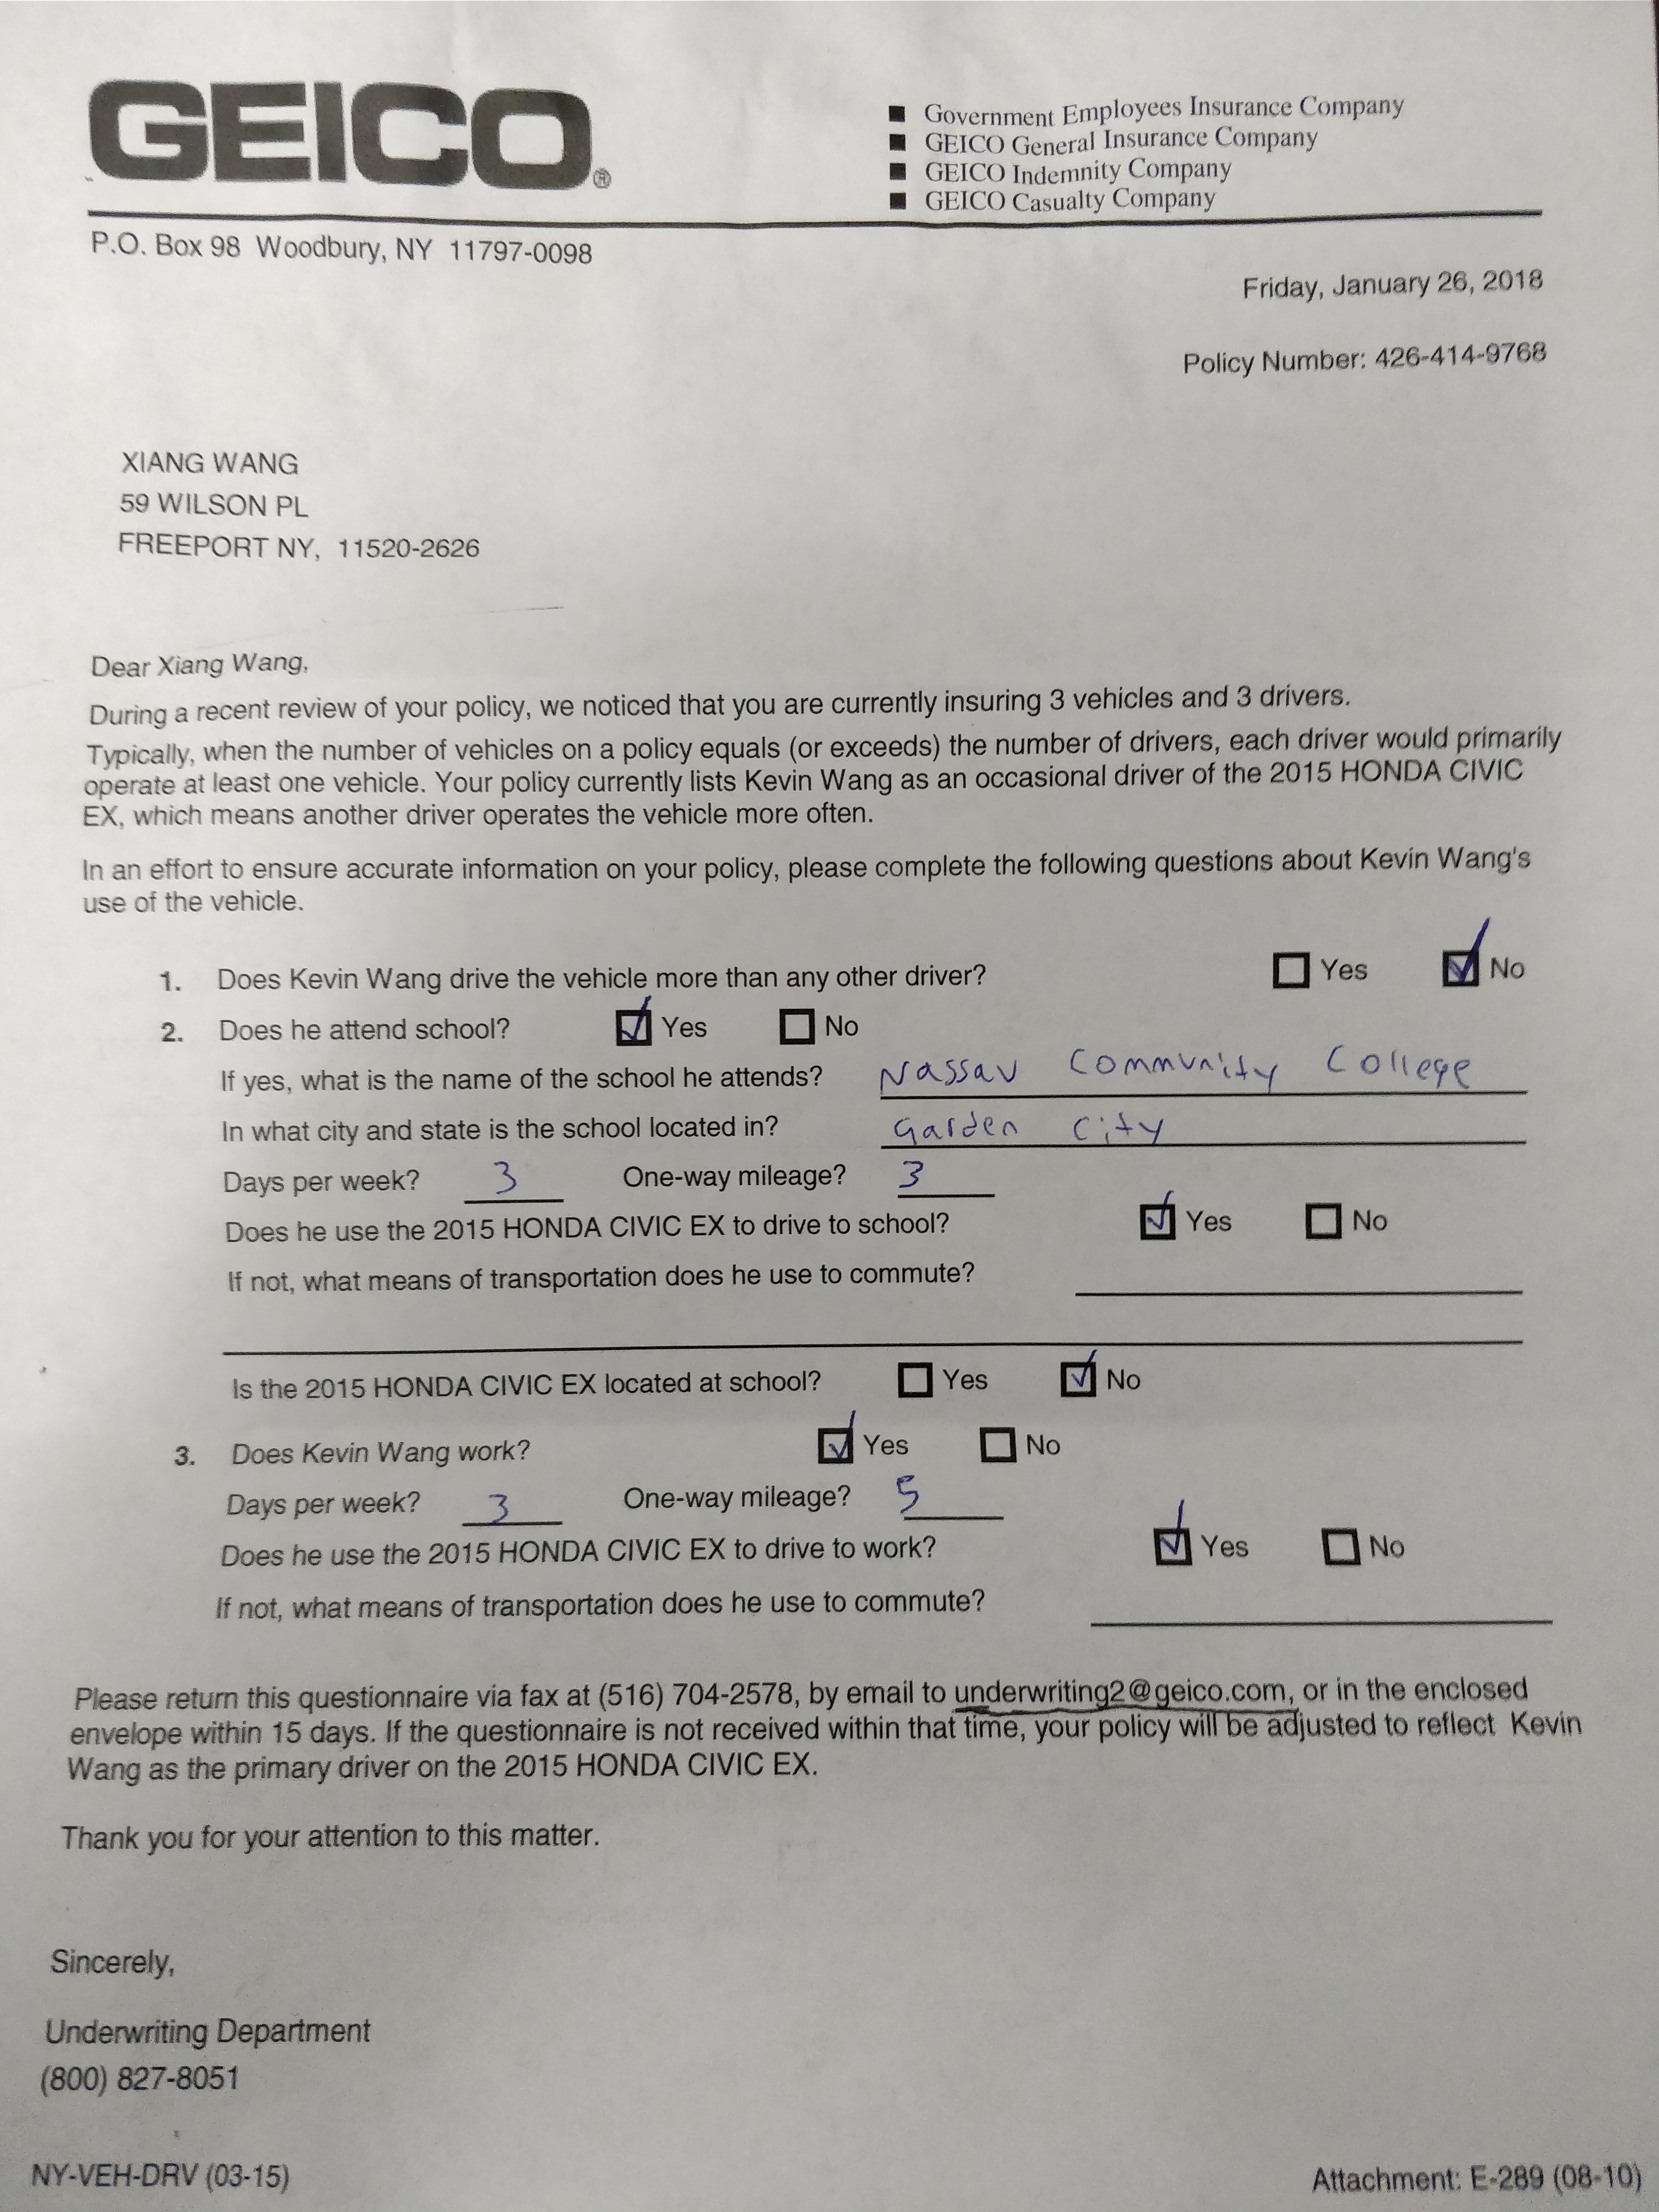 GEICO®
■ Government Employees Insurance Company
■ GEICO General Insurance Company
■ GEICO Indemnity Company
■ GEICO Casualty Company
P.O. Box 98 Woodbury, NY 11797-0098
Friday, January 26, 2018
Policy Number: 426-414-9768
XIANG WANG
59 WILSON PL
FREEPORT NY, 11520-2626
Dear Xiang Wang,
During a recent review of your policy, we noticed that you are currently insuring 3 vehicles and 3 drivers.
Typically, when the number of vehicles on a policy equals (or exceeds) the number of drivers, each driver would primarily
operate at least one vehicle. Your policy currently lists Kevin Wang as an occasional driver of the 2015 HONDA CIVIC
EX, which means another driver operates the vehicle more often.
In an effort to ensure accurate information on your policy, please complete the following questions about Kevin Wang's
use of the vehicle.
1. Does Kevin Wang drive the vehicle more than any other driver? ☐ Yes ☑ No
2. Does he attend school? ☑ Yes ☐ No
If yes, what is the name of the school he attends? Nassau Community College
In what city and state is the school located in? Garden City
Days per week? 3 One-way mileage? 3
Does he use the 2015 HONDA CIVIC EX to drive to school? ☑ Yes ☐ No
If not, what means of transportation does he use to commute?
Is the 2015 HONDA CIVIC EX located at school? ☐ Yes ☑ No
3. Does Kevin Wang work? ☑ Yes ☐ No
Days per week? 3 One-way mileage? 5
Does he use the 2015 HONDA CIVIC EX to drive to work? ☑ Yes ☐ No
If not, what means of transportation does he use to commute?
Please return this questionnaire via fax at (516) 704-2578, by email to underwriting2@geico.com, or in the enclosed
envelope within 15 days. If the questionnaire is not received within that time, your policy will be adjusted to reflect Kevin
Wang as the primary driver on the 2015 HONDA CIVIC EX.
Thank you for your attention to this matter.
Sincerely,
Underwriting Department
(800) 827-8051
NY-VEH-DRV (03-15)
Attachment: E-289 (08-10)